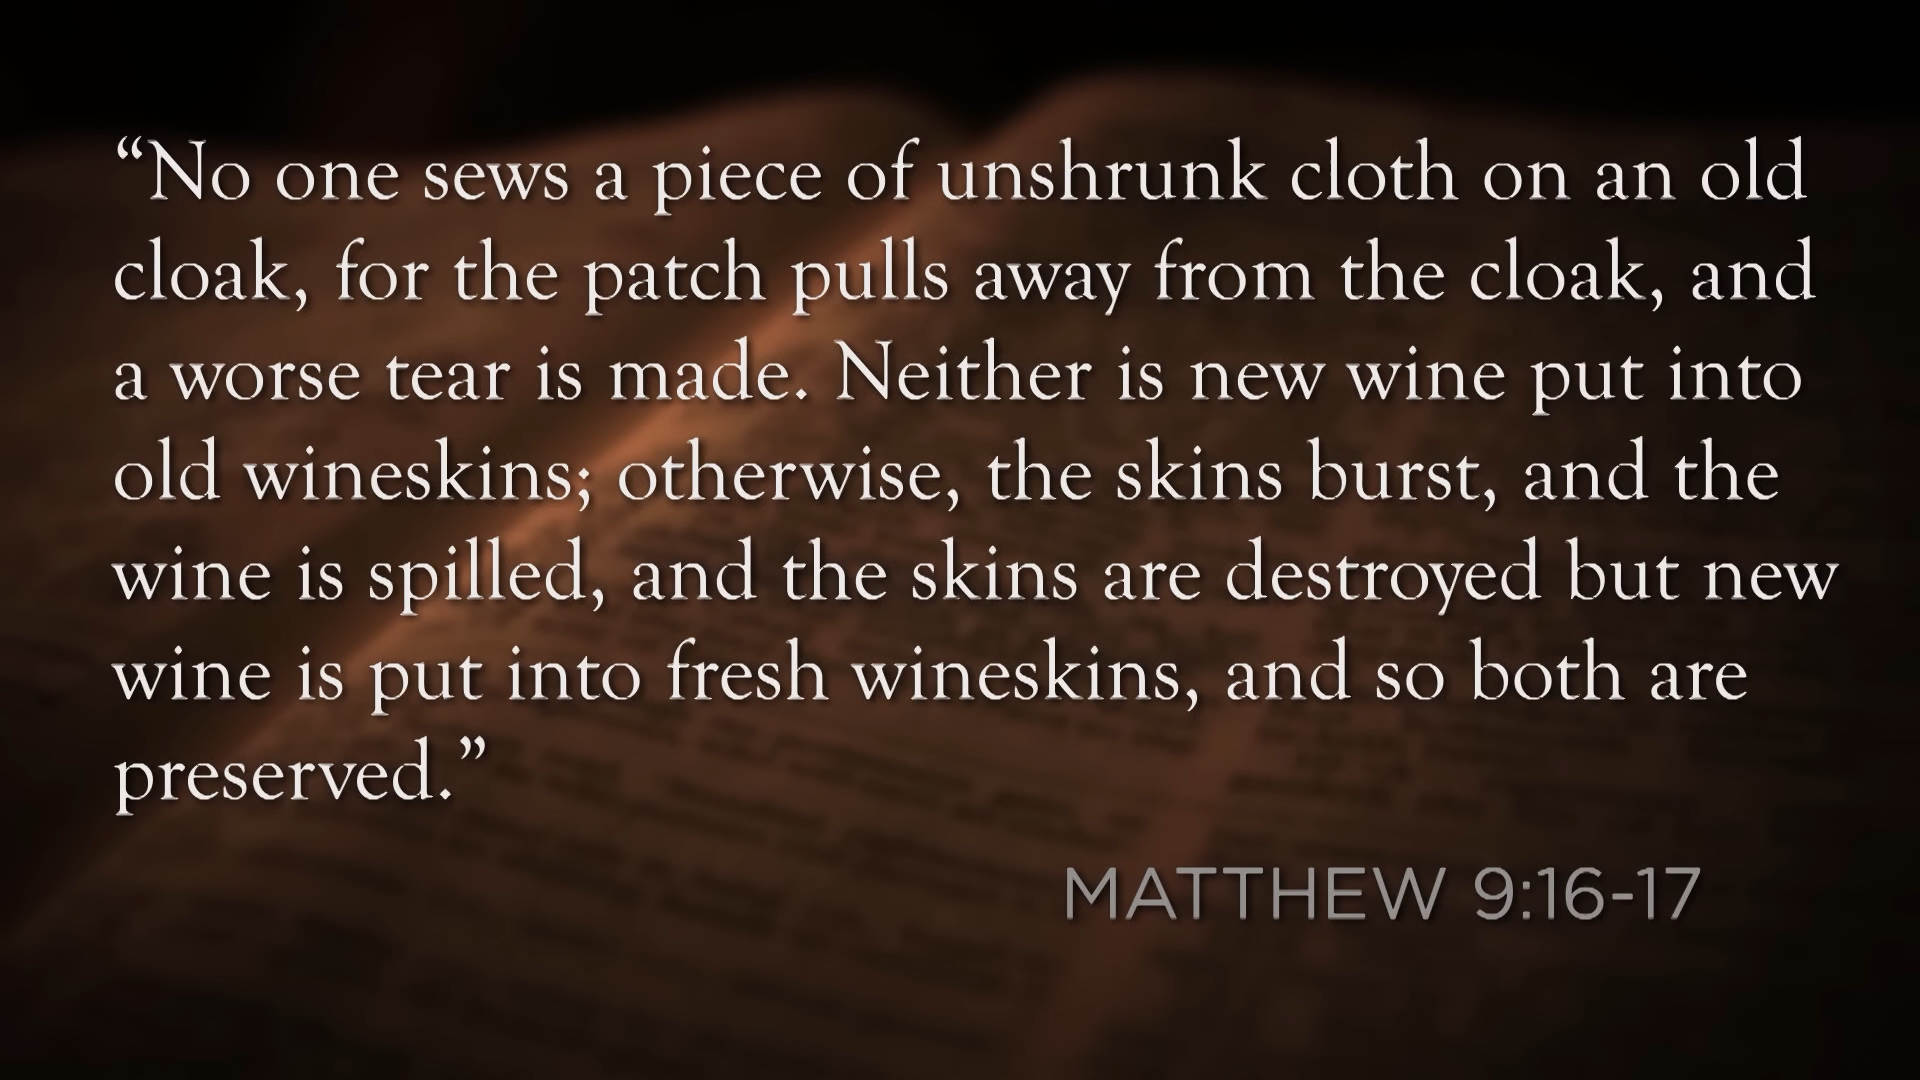 “No one sews a piece of unshrunk cloth on an old
cloak, for the patch pulls away from the cloak, and
a worse tear is made. Neither is new wine put into
old wineskins; otherwise, the skins burst, and the
wine is spilled, and the skins are destroyed but new
wine is put into fresh wineskins, and so both are
preserved.”
MATTHEW 9:16-17